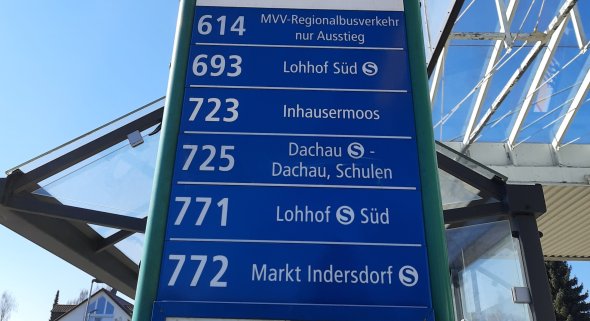 614 MVV-Regionalbusverkehr
nur Ausstieg
693 Lohhof Süd S
723 Inhausermoos
725 Dachau S -
Dachau, Schulen
771 Lohhof S Süd
772 Markt Indersdorf S